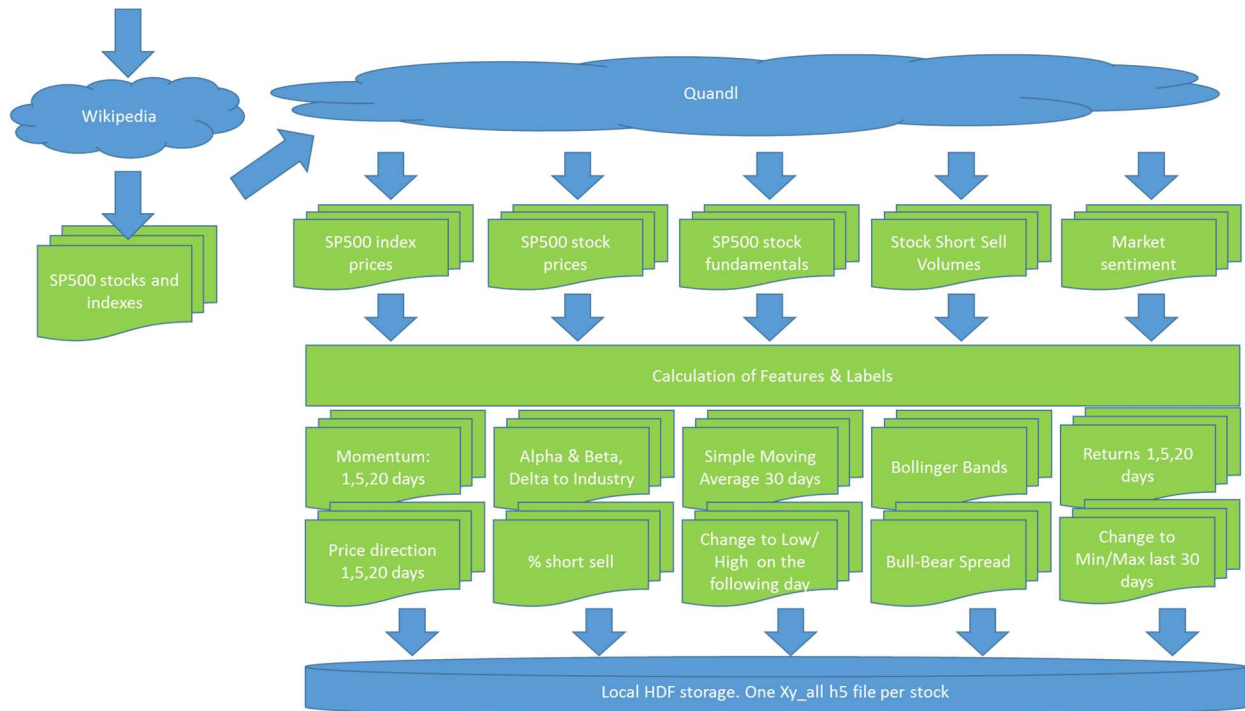 Wikipedia
Quandl
SP500 stocks and
indexes
SP500 index
prices
SP500 stock
prices
SP500 stock
fundamentals
Stock Short Sell
Volumes
Market
sentiment
Calculation of Features & Labels
Momentum:
1,5,20 days
Alpha & Beta,
Delta to Industry
Simple Moving
Average 30 days
Bollinger Bands
Returns 1,5,20
days
Price direction
1,5,20 days
% short sell
Change to Low/
High on the
following day
Bull-Bear Spread
Change to
Min/Max last 30
days
Local HDF storage. One Xy_all h5 file per stock